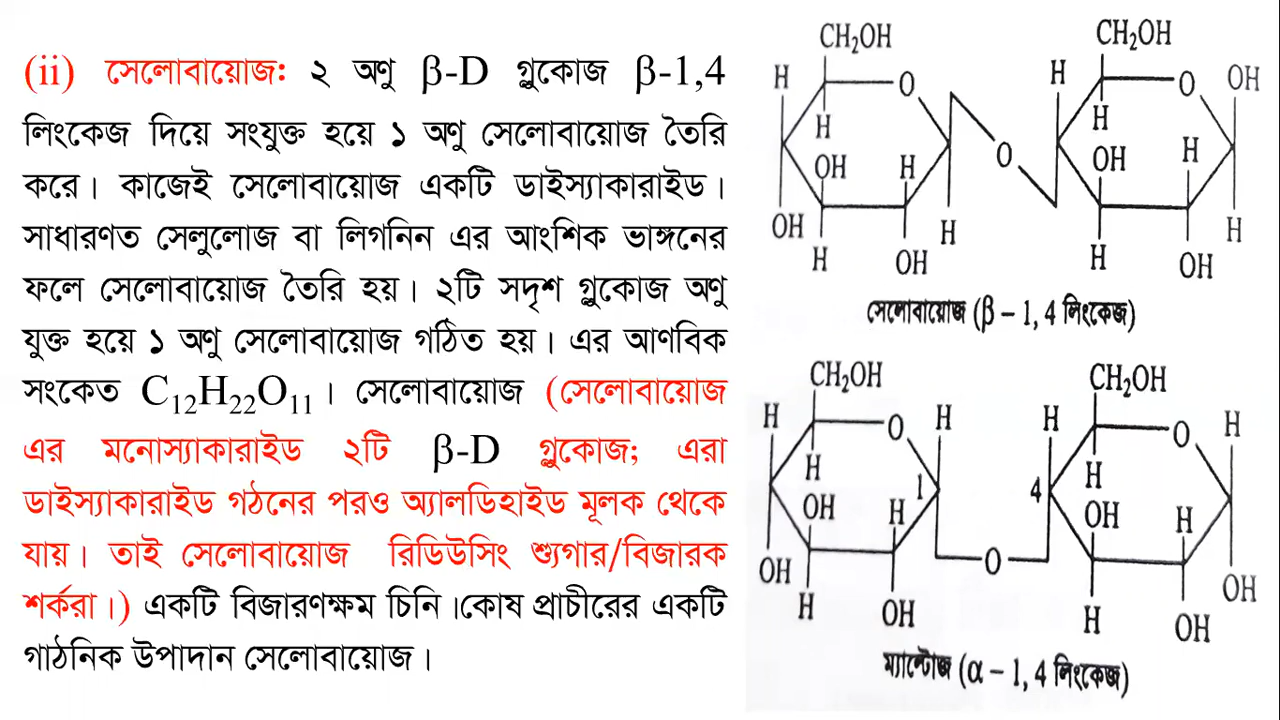 (ii) সেলোবায়োজঃ ২ অণু β-D গ্লুকোজ β-1,4
লিংকেজ দিয়ে সংযুক্ত হয়ে ১ অণু সেলোবায়োজ তৈরি
করে। কাজেই সেলোবায়োজ একটি ডাইস্যাকারাইড।
সাধারণত সেলুলোজ বা লিগনিন এর আংশিক ভাঙ্গনের
ফলে সেলোবায়োজ তৈরি হয়। ২টি সদৃশ গ্লুকোজ অণু
যুক্ত হয়ে ১ অণু সেলোবায়োজ গঠিত হয়। এর আণবিক
সংকেত C₁₂H₂₂O₁₁। সেলোবায়োজ (সেলোবায়োজ
এর মনোস্যাকারাইড ২টি β-D গ্লুকোজ; এরা
ডাইস্যাকারাইড গঠনের পরও অ্যালডিহাইড মূলক থেকে
যায়। তাই সেলোবায়োজ রিডিউসিং শ্যুগার/বিজারক
শর্করা।) একটি বিজারণক্ষম চিনি।কোষ প্রাচীরের একটি
গাঠনিক উপাদান সেলোবায়োজ।
CH₂OH CH₂OH
H O H O OH
H H
OH H O OH H
OH H H
H OH H OH
সেলোবায়োজ (β – 1, 4 লিংকেজ)
CH₂OH CH₂OH
H O H H O H
H 1 4 H
OH H OH H
OH O OH
H OH H OH
ম্যাল্টোজ (α – 1, 4 লিংকেজ)